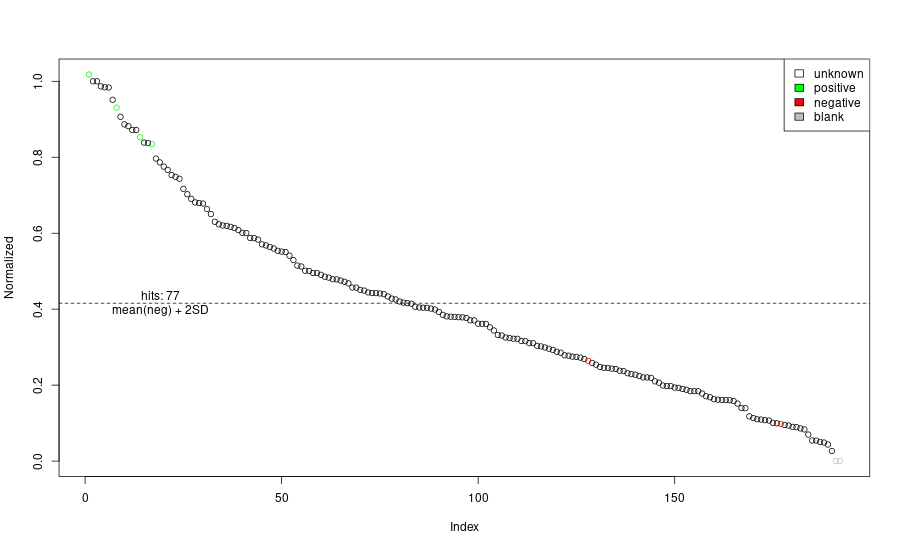 unknown
positive
negative
blank
1.0
0.8
0.6
0.4
0.2
0.0
Normalized
hits: 77
mean(neg) + 2SD
0
50
100
150
Index